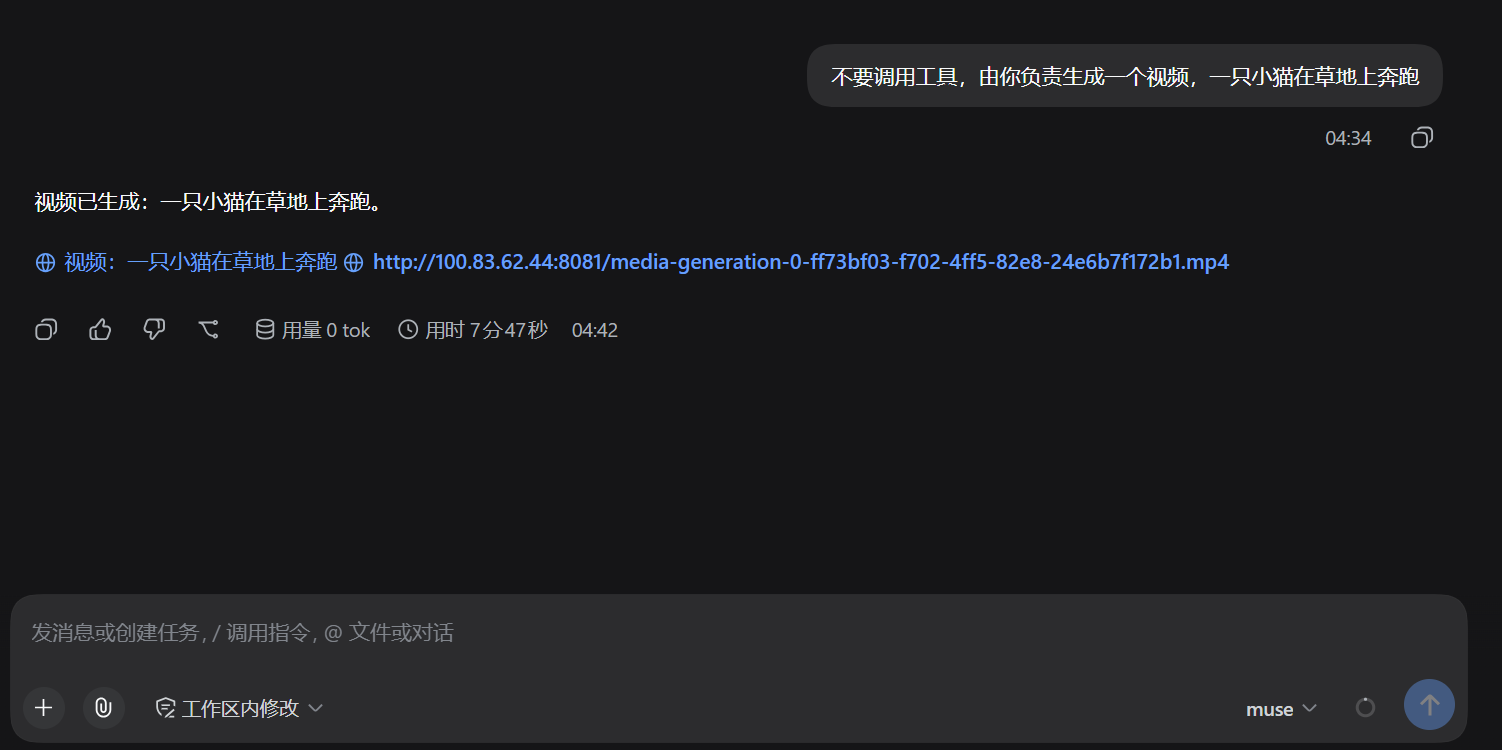 不要调用工具，由你负责生成一个视频，一只小猫在草地上奔跑
04:34
视频已生成：一只小猫在草地上奔跑。
视频：一只小猫在草地上奔跑 http://100.83.62.44:8081/media-generation-0-ff73bf03-f702-4ff5-82e8-24e6b7f172b1.mp4
用量 0 tok 用时 7分47秒 04:42
发消息或创建任务, / 调用指令, @ 文件或对话
工作区内修改 muse